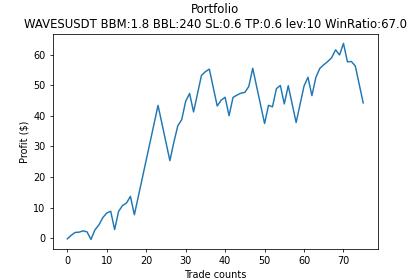 Portfolio
WAVESUSDT BBM:1.8 BBL:240 SL:0.6 TP:0.6 lev:10 WinRatio:67.0
60
50
40
30
20
10
0
Profit ($)
0 10 20 30 40 50 60 70
Trade counts